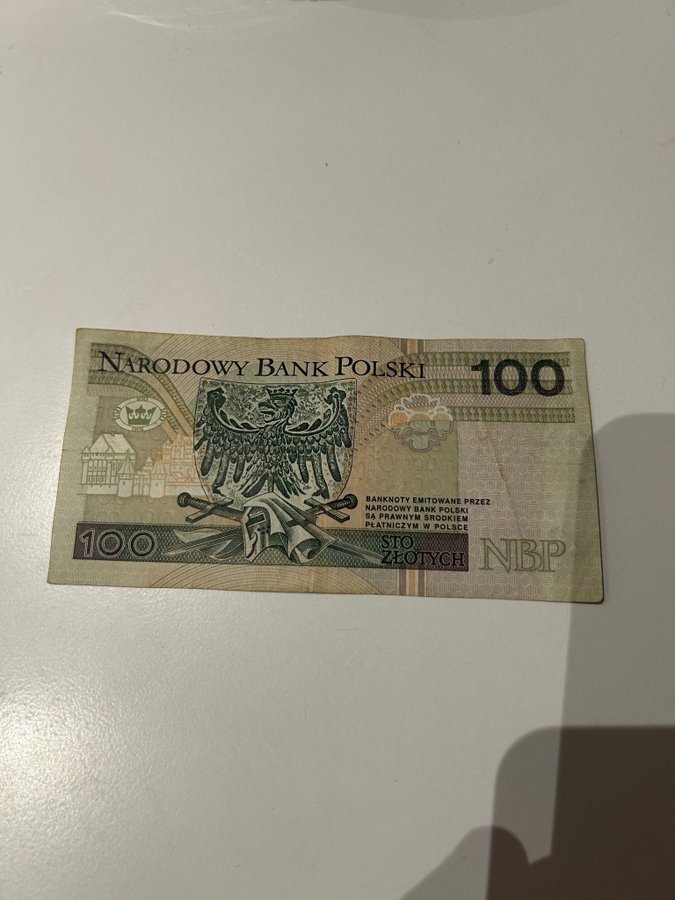 NARODOWY BANK POLSKI
100
BANKNOTY EMITOWANE PRZEZ
NARODOWY BANK POLSKI
SĄ PRAWNYM ŚRODKIEM
PŁATNICZYM W POLSCE
100
STO
ZŁOTYCH
NBP